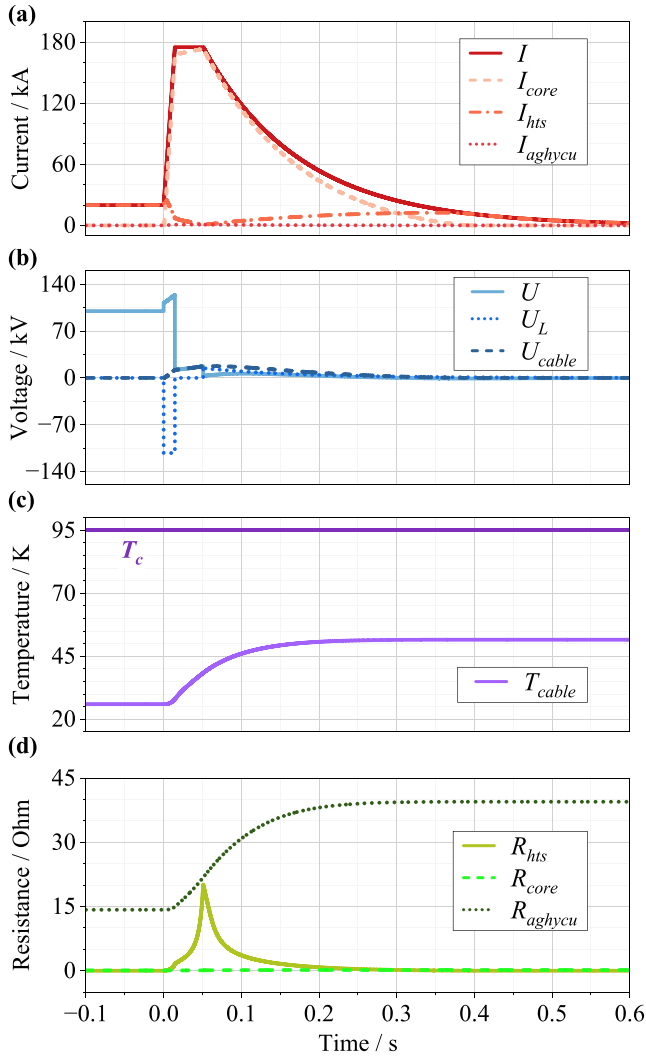 (a)
Current / kA
180
120
60
0
I
I_core
I_hts
I_aghycu
(b)
Voltage / kV
140
70
0
−70
−140
U
U_L
U_cable
(c)
Temperature / K
95
70
45
20
T_c
T_cable
(d)
Resistance / Ohm
45
30
15
0
R_hts
R_core
R_aghycu
−0.1 0.0 0.1 0.2 0.3 0.4 0.5 0.6
Time / s